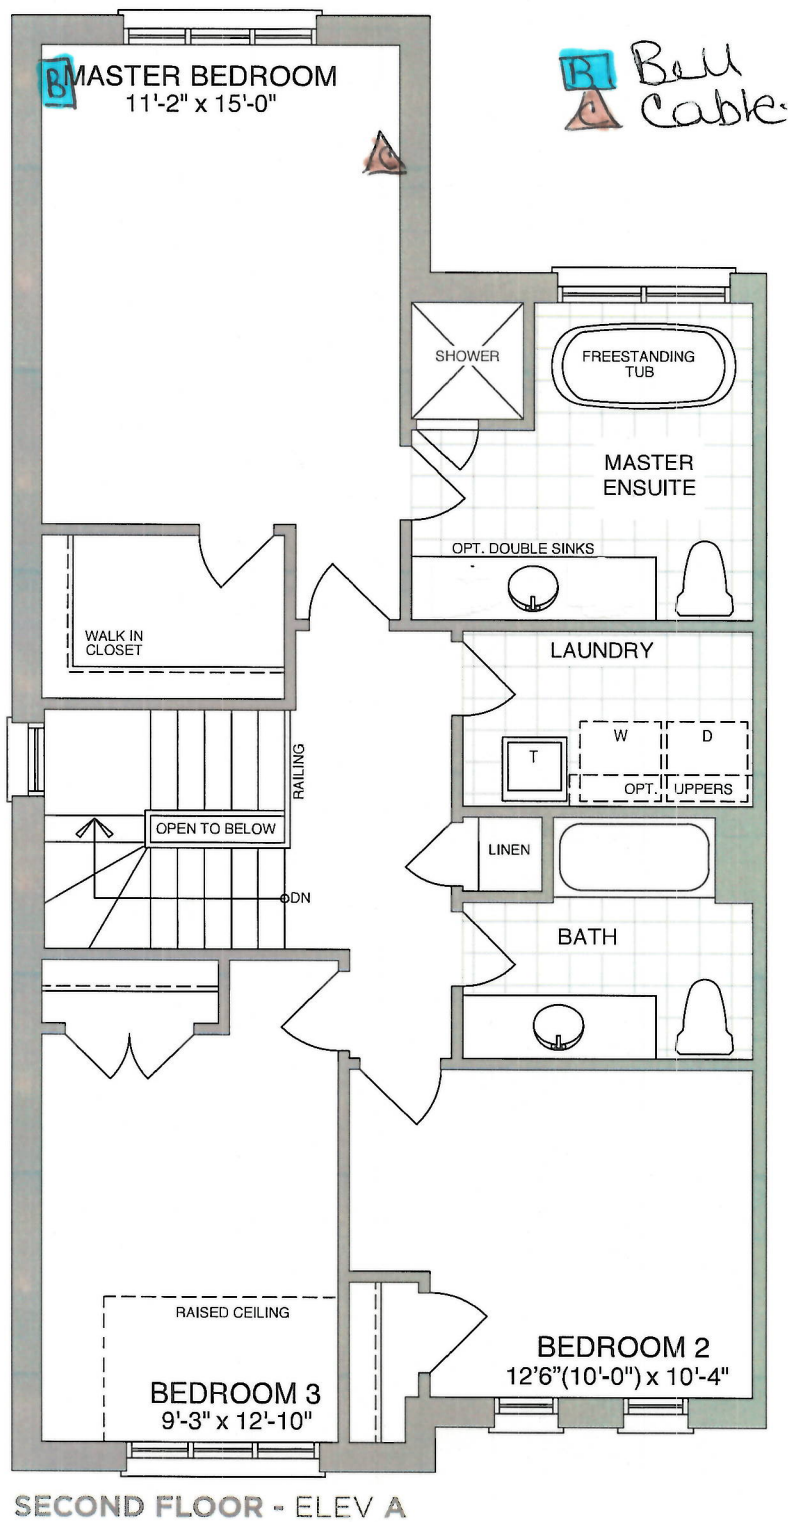 B MASTER BEDROOM
11'-2" x 15'-0"
C
B Bell
C Cable
SHOWER
FREESTANDING
TUB
MASTER
ENSUITE
OPT. DOUBLE SINKS
WALK IN
CLOSET
LAUNDRY
RAILING
W D
T
OPT. UPPERS
OPEN TO BELOW
LINEN
DN
BATH
RAISED CEILING
BEDROOM 2
12'6"(10'-0") x 10'-4"
BEDROOM 3
9'-3" x 12'-10"
SECOND FLOOR - ELEV A